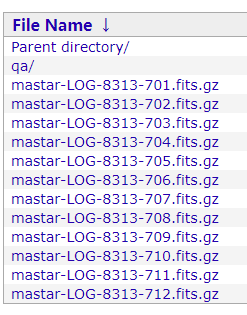 File Name ↓
Parent directory/
qa/
mastar-LOG-8313-701.fits.gz
mastar-LOG-8313-702.fits.gz
mastar-LOG-8313-703.fits.gz
mastar-LOG-8313-704.fits.gz
mastar-LOG-8313-705.fits.gz
mastar-LOG-8313-706.fits.gz
mastar-LOG-8313-707.fits.gz
mastar-LOG-8313-708.fits.gz
mastar-LOG-8313-709.fits.gz
mastar-LOG-8313-710.fits.gz
mastar-LOG-8313-711.fits.gz
mastar-LOG-8313-712.fits.gz